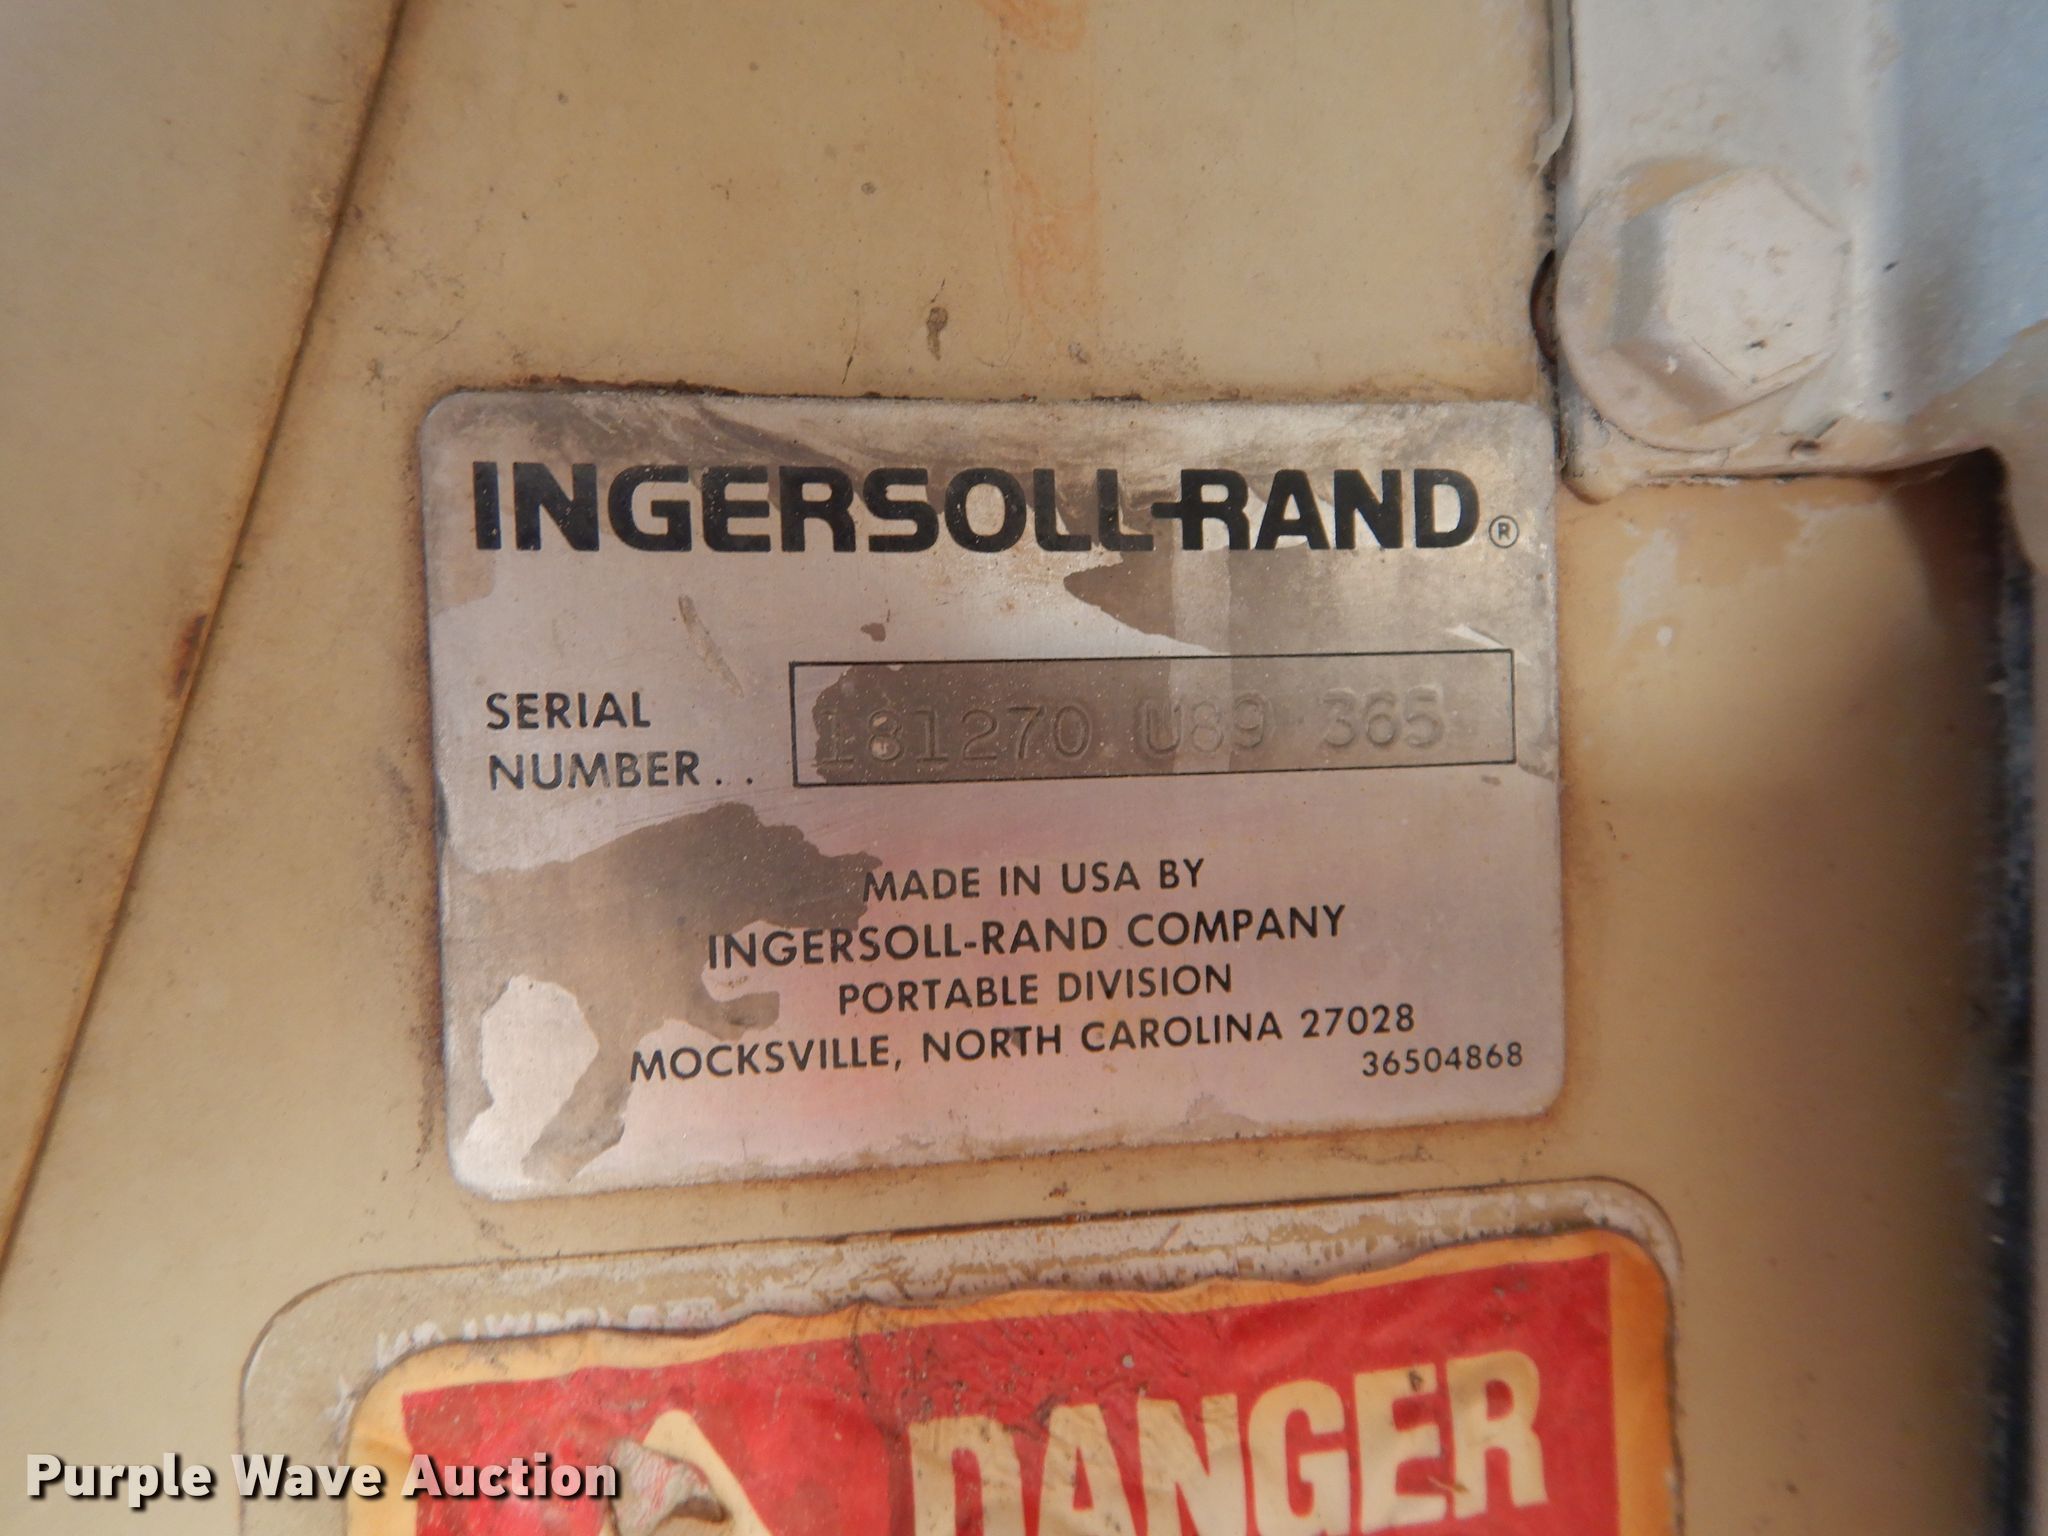 INGERSOLL-RAND®
SERIAL
NUMBER..
181270 U89 365
MADE IN USA BY
INGERSOLL-RAND COMPANY
PORTABLE DIVISION
MOCKSVILLE, NORTH CAROLINA 27028
36504868
DANGER
Purple Wave Auction